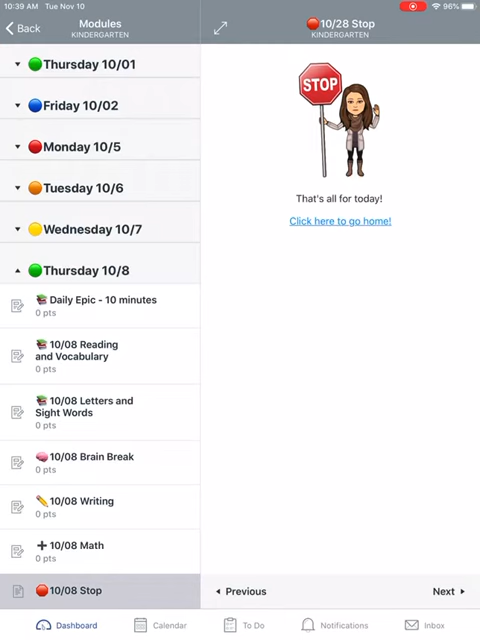 10:39 AM Tue Nov 10
96%
Back
Modules
KINDERGARTEN
10/28 Stop
KINDERGARTEN
Thursday 10/01
Friday 10/02
Monday 10/5
Tuesday 10/6
Wednesday 10/7
Thursday 10/8
Daily Epic - 10 minutes
0 pts
10/08 Reading
and Vocabulary
0 pts
10/08 Letters and
Sight Words
0 pts
10/08 Brain Break
0 pts
10/08 Writing
0 pts
10/08 Math
0 pts
10/08 Stop
STOP
That's all for today!
Click here to go home!
Previous
Next
Dashboard
Calendar
To Do
Notifications
Inbox